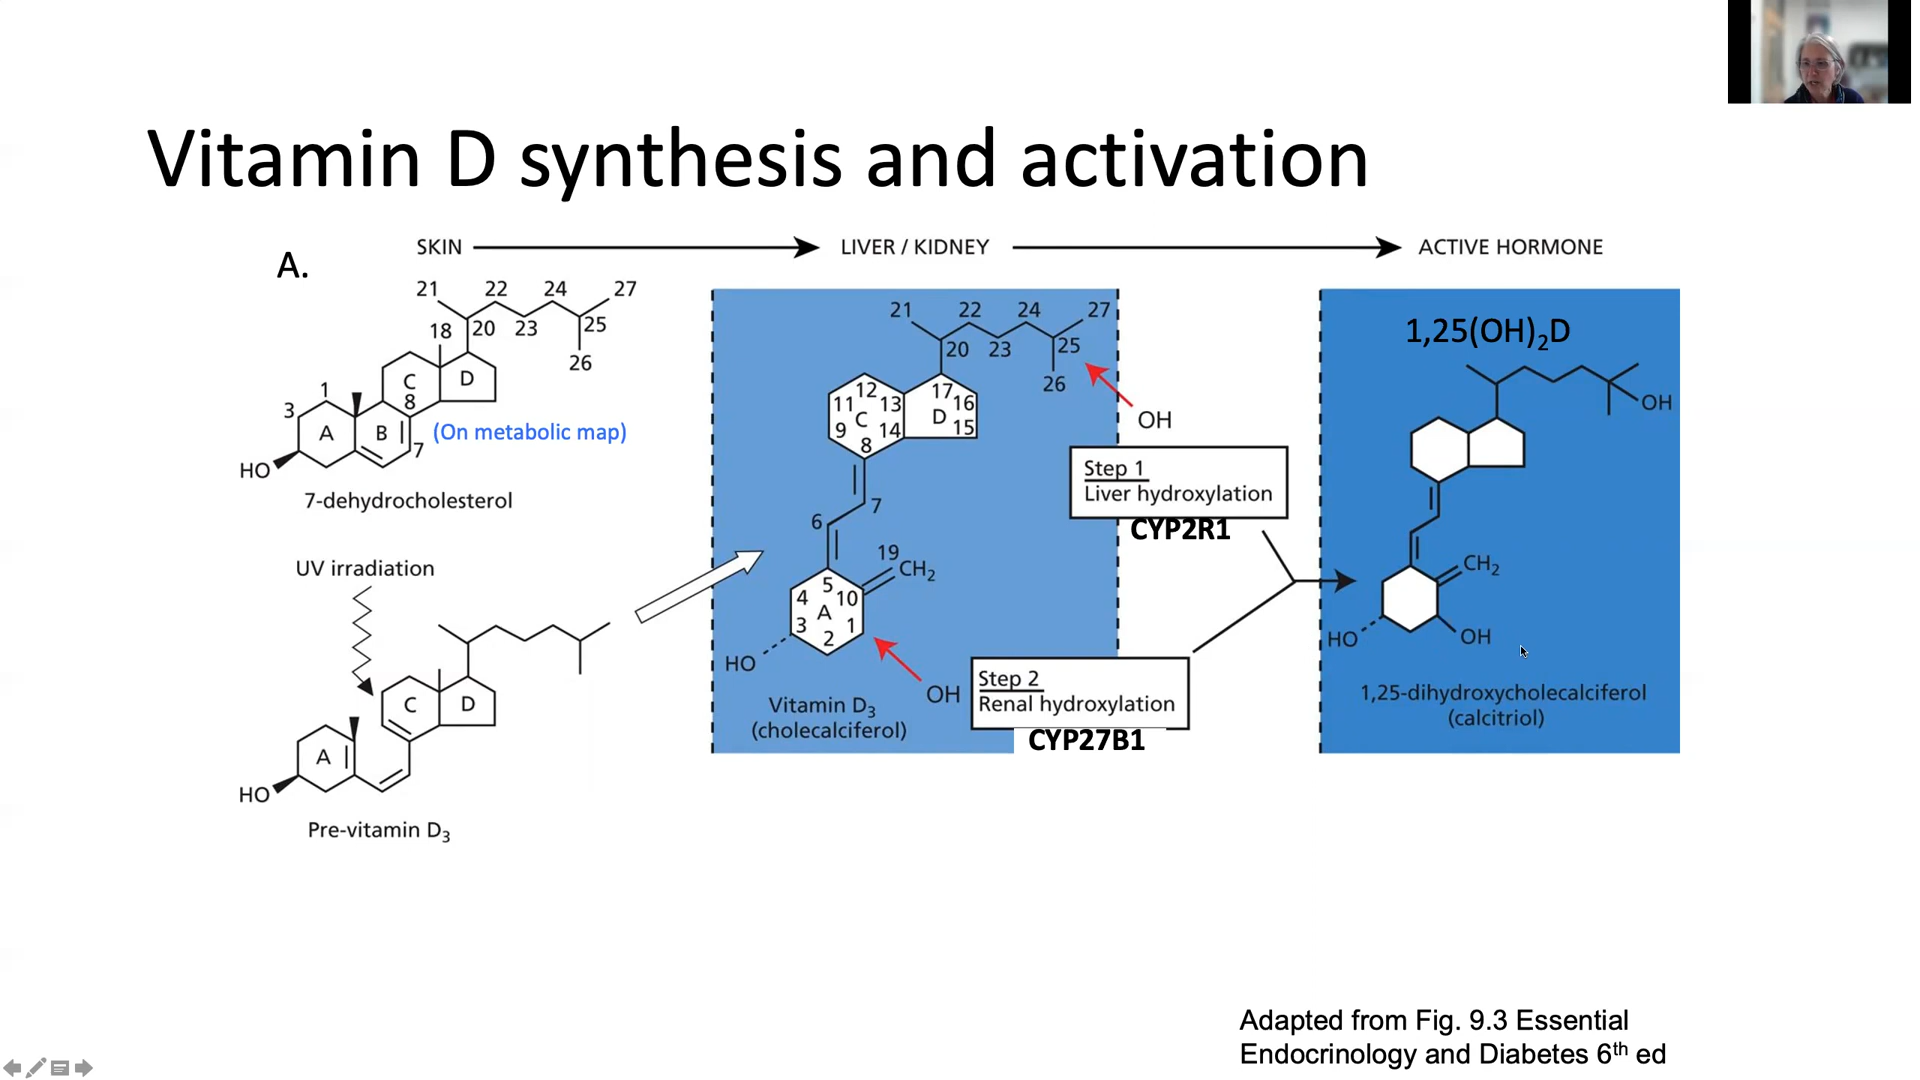 Vitamin D synthesis and activation
SKIN
LIVER / KIDNEY
ACTIVE HORMONE
A.
21
22
24
27
18
20
23
25
26
1
3
C
D
8
A
B
7
HO
(On metabolic map)
7-dehydrocholesterol
UV irradiation
C
D
A
HO
Pre-vitamin D₃
21
22
24
27
20
23
25
26
12
17
11
13
16
C
D
9
14
15
8
OH
7
6
19
CH₂
5
4
10
A
3
1
2
HO
OH
Vitamin D₃
(cholecalciferol)
Step 1
Liver hydroxylation
CYP2R1
Step 2
Renal hydroxylation
CYP27B1
1,25(OH)₂D
OH
CH₂
HO
OH
1,25-dihydroxycholecalciferol
(calcitriol)
Adapted from Fig. 9.3 Essential
Endocrinology and Diabetes 6th ed